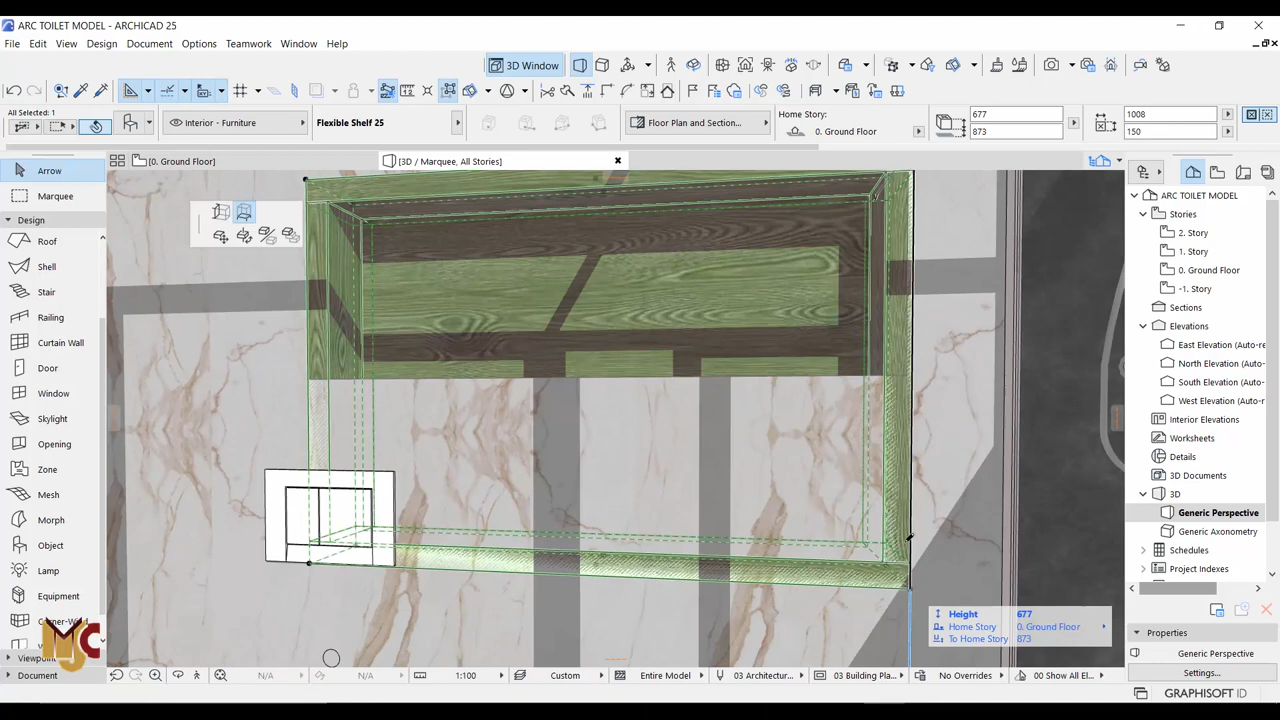 ARC TOILET MODEL - ARCHICAD 25
File Edit View Design Document Options Teamwork Window Help
3D Window
All Selected: 1
Interior - Furniture
Flexible Shelf 25
Floor Plan and Section...
Home Story:
0. Ground Floor
677
873
1008
150
[0. Ground Floor]
[3D / Marquee, All Stories]
Arrow
Marquee
Design
Roof
Shell
Stair
Railing
Curtain Wall
Door
Window
Skylight
Opening
Zone
Mesh
Morph
Object
Lamp
Equipment
Viewpoint
Document
Height 677
Home Story 0. Ground Floor
To Home Story 873
ARC TOILET MODEL
Stories
2. Story
1. Story
0. Ground Floor
-1. Story
Sections
Elevations
East Elevation (Auto-re
North Elevation (Auto-
South Elevation (Auto-
West Elevation (Auto-r
Interior Elevations
Worksheets
Details
3D Documents
3D
Generic Perspective
Generic Axonometry
Schedules
Project Indexes
Properties
Generic Perspective
Settings...
N/A
N/A
1:100
Custom
Entire Model
03 Architectur...
03 Building Pla...
No Overrides
00 Show All El...
GRAPHISOFT ID